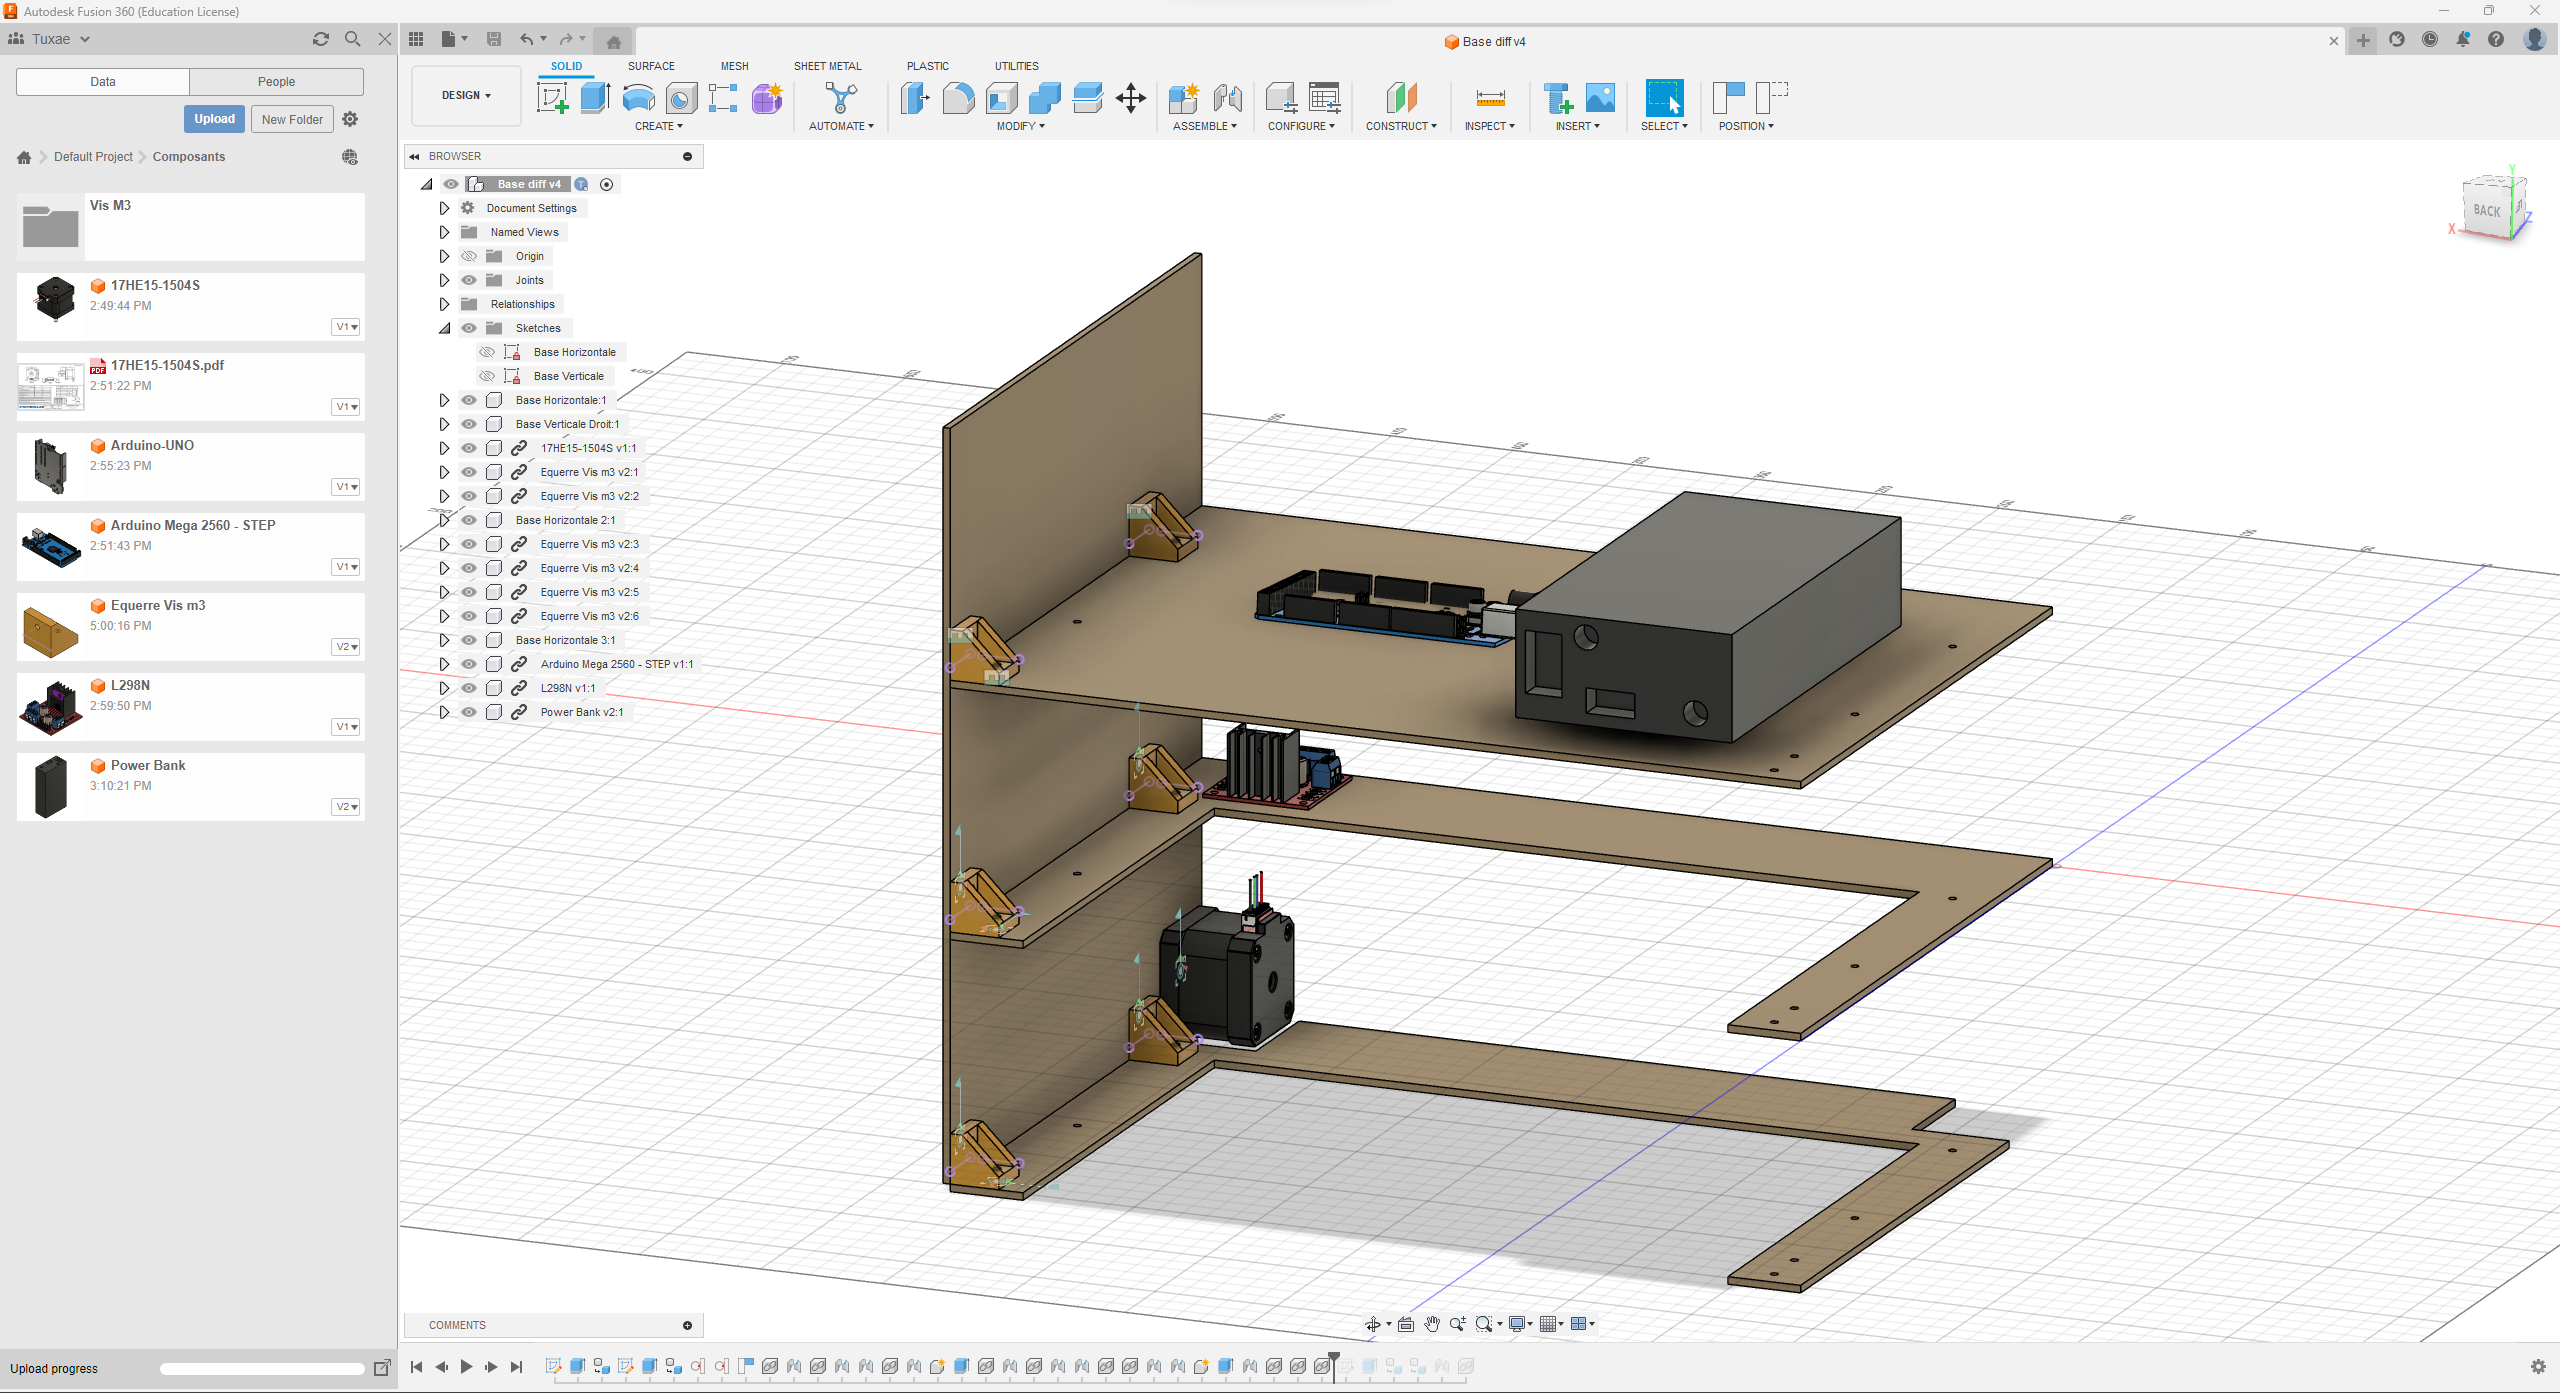 Autodesk Fusion 360 (Education License)
Tuxae
Base diff v4
Data
People
Upload
New Folder
Default Project
Composants
Vis M3
17HE15-1504S
2:49:44 PM
V1
17HE15-1504S.pdf
2:51:22 PM
V1
Arduino-UNO
2:55:23 PM
V1
Arduino Mega 2560 - STEP
2:51:43 PM
V1
Equerre Vis m3
5:00:16 PM
V2
L298N
2:59:50 PM
V1
Power Bank
3:10:21 PM
V2
Upload progress
DESIGN
SOLID
SURFACE
MESH
SHEET METAL
PLASTIC
UTILITIES
CREATE
AUTOMATE
MODIFY
ASSEMBLE
CONFIGURE
CONSTRUCT
INSPECT
INSERT
SELECT
POSITION
BROWSER
Base diff v4
Document Settings
Named Views
Origin
Joints
Relationships
Sketches
Base Horizontale
Base Verticale
Base Horizontale:1
Base Verticale Droit:1
17HE15-1504S v1:1
Equerre Vis m3 v2:1
Equerre Vis m3 v2:2
Base Horizontale 2:1
Equerre Vis m3 v2:3
Equerre Vis m3 v2:4
Equerre Vis m3 v2:5
Equerre Vis m3 v2:6
Base Horizontale 3:1
Arduino Mega 2560 - STEP v1:1
L298N v1:1
Power Bank v2:1
Y
BACK
X
Z
COMMENTS